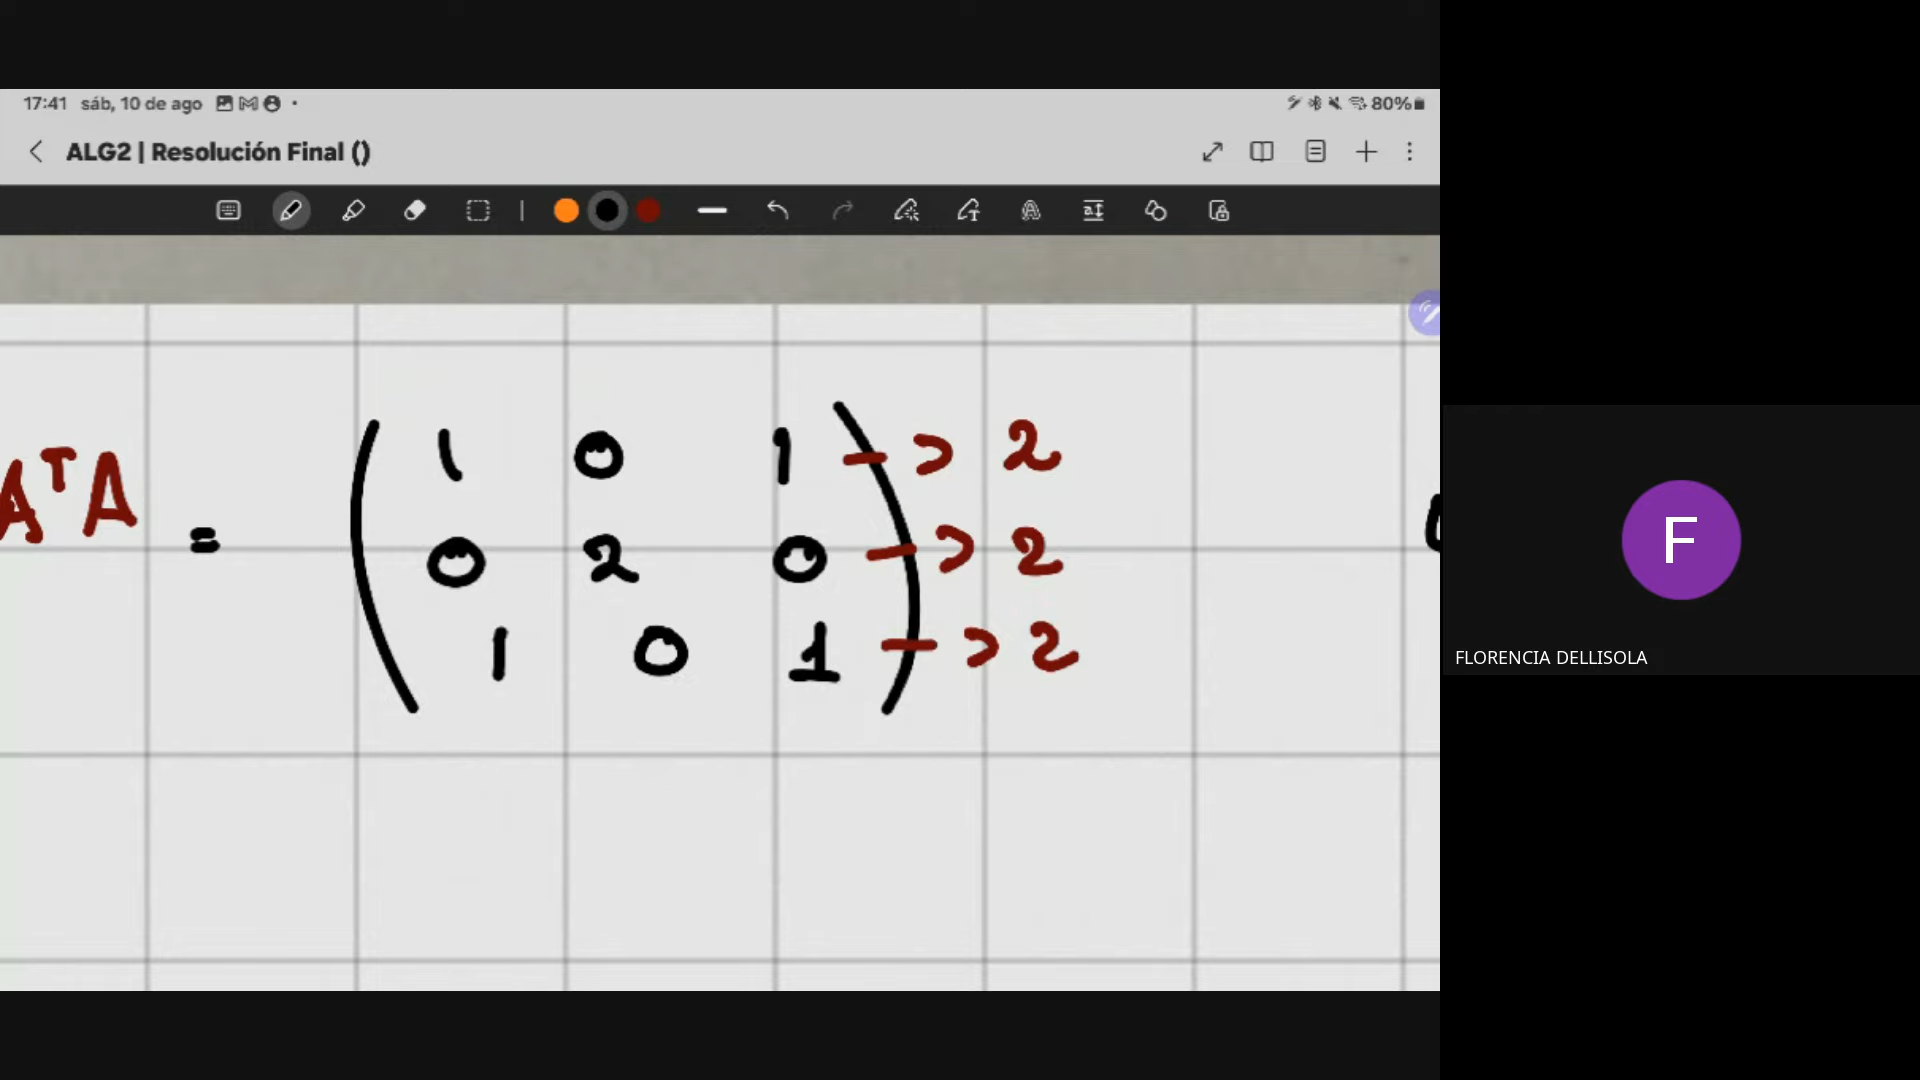 17:41 sáb, 10 de ago
80%
ALG2 | Resolución Final ()
AᵀA = ( 1 0 1 ) -> 2
0 2 0 -> 2
1 0 1 -> 2
F
FLORENCIA DELLISOLA